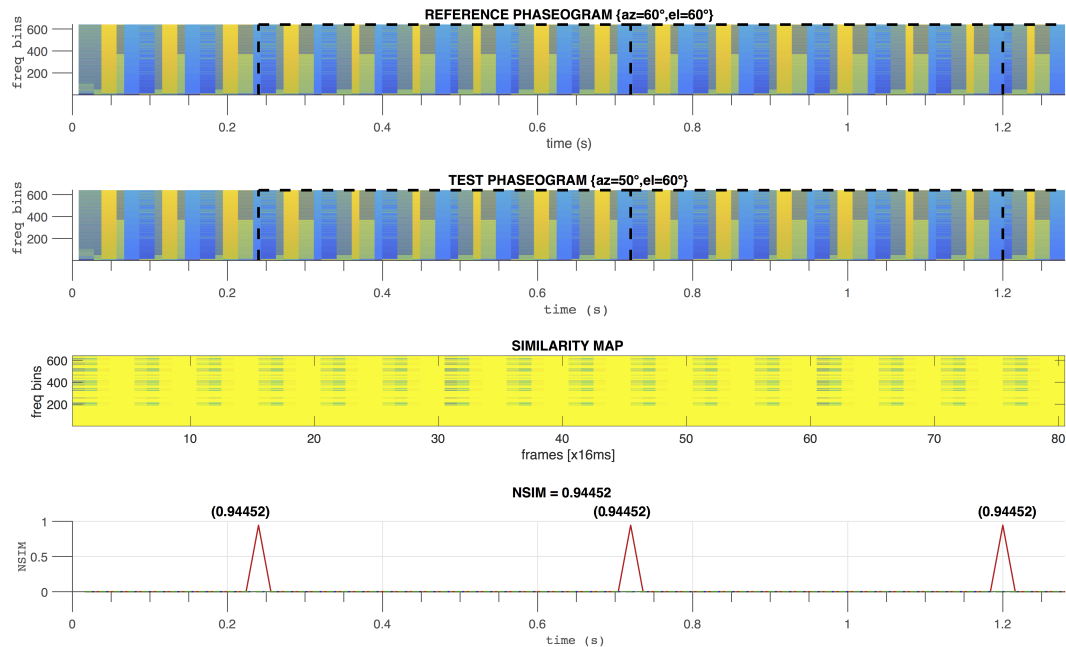 REFERENCE PHASEOGRAM {az=60°,el=60°}
freq bins
600
400
200
0 0.2 0.4 0.6 0.8 1 1.2
time (s)
TEST PHASEOGRAM {az=50°,el=60°}
freq bins
600
400
200
0 0.2 0.4 0.6 0.8 1 1.2
time (s)
SIMILARITY MAP
freq bins
600
400
200
10 20 30 40 50 60 70 80
frames [x16ms]
NSIM = 0.94452
(0.94452) (0.94452) (0.94452)
NSIM
1
0.5
0
0 0.2 0.4 0.6 0.8 1 1.2
time (s)